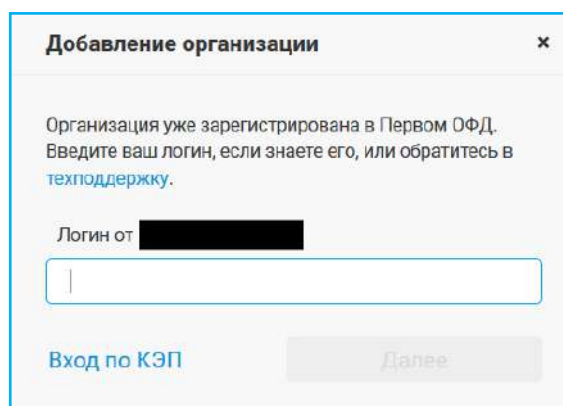 Добавление организации ×
Организация уже зарегистрирована в Первом ОФД.
Введите ваш логин, если знаете его, или обратитесь в
техподдержку.
Логин от
Вход по КЭП Далее